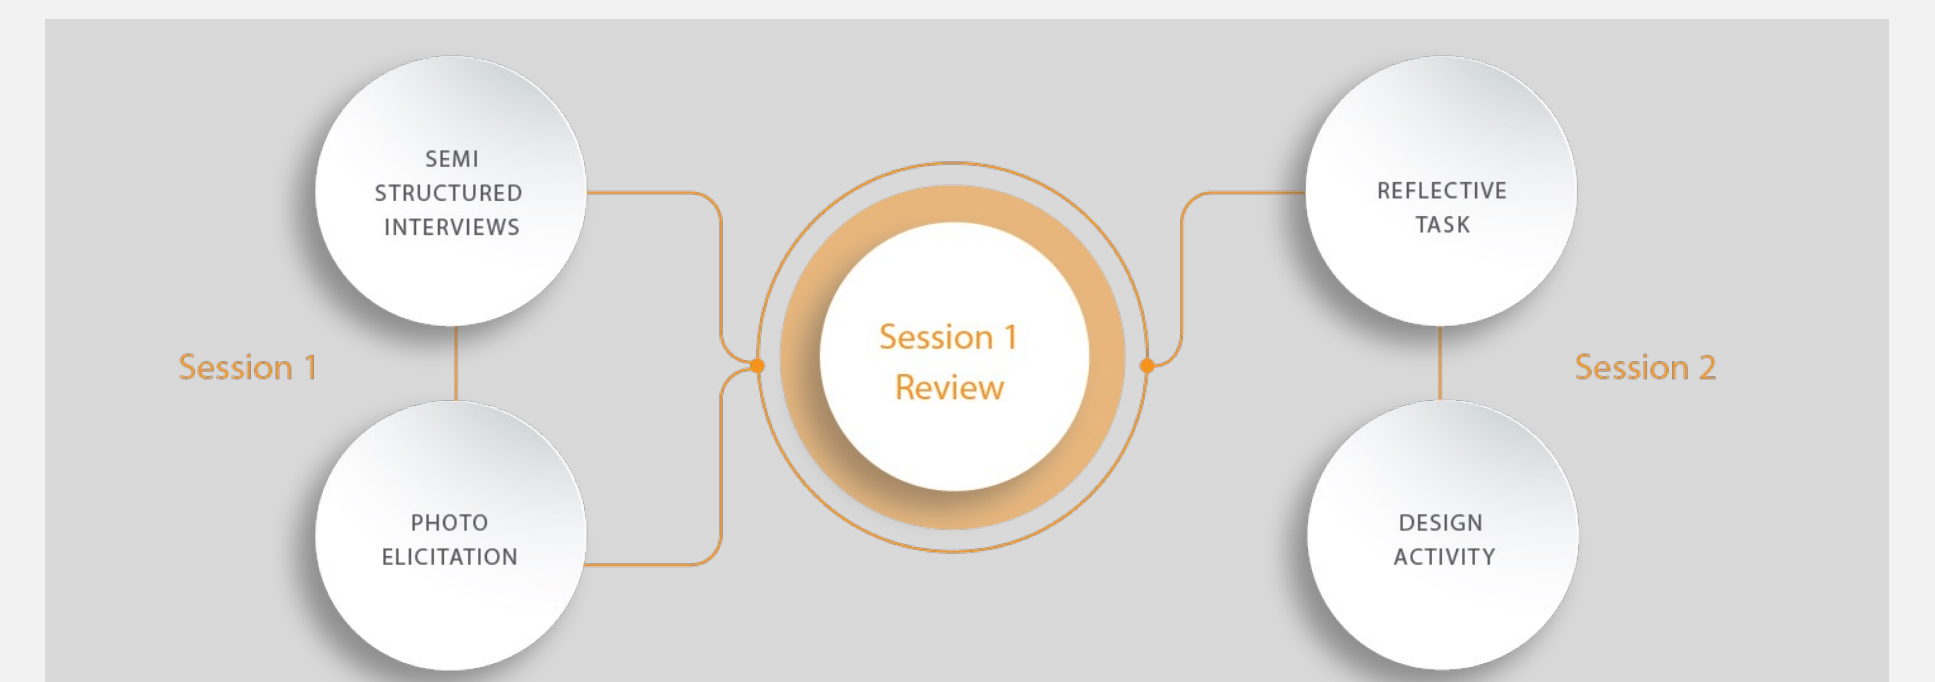 SEMI
STRUCTURED
INTERVIEWS
Session 1
PHOTO
ELICITATION
Session 1
Review
REFLECTIVE
TASK
Session 2
DESIGN
ACTIVITY